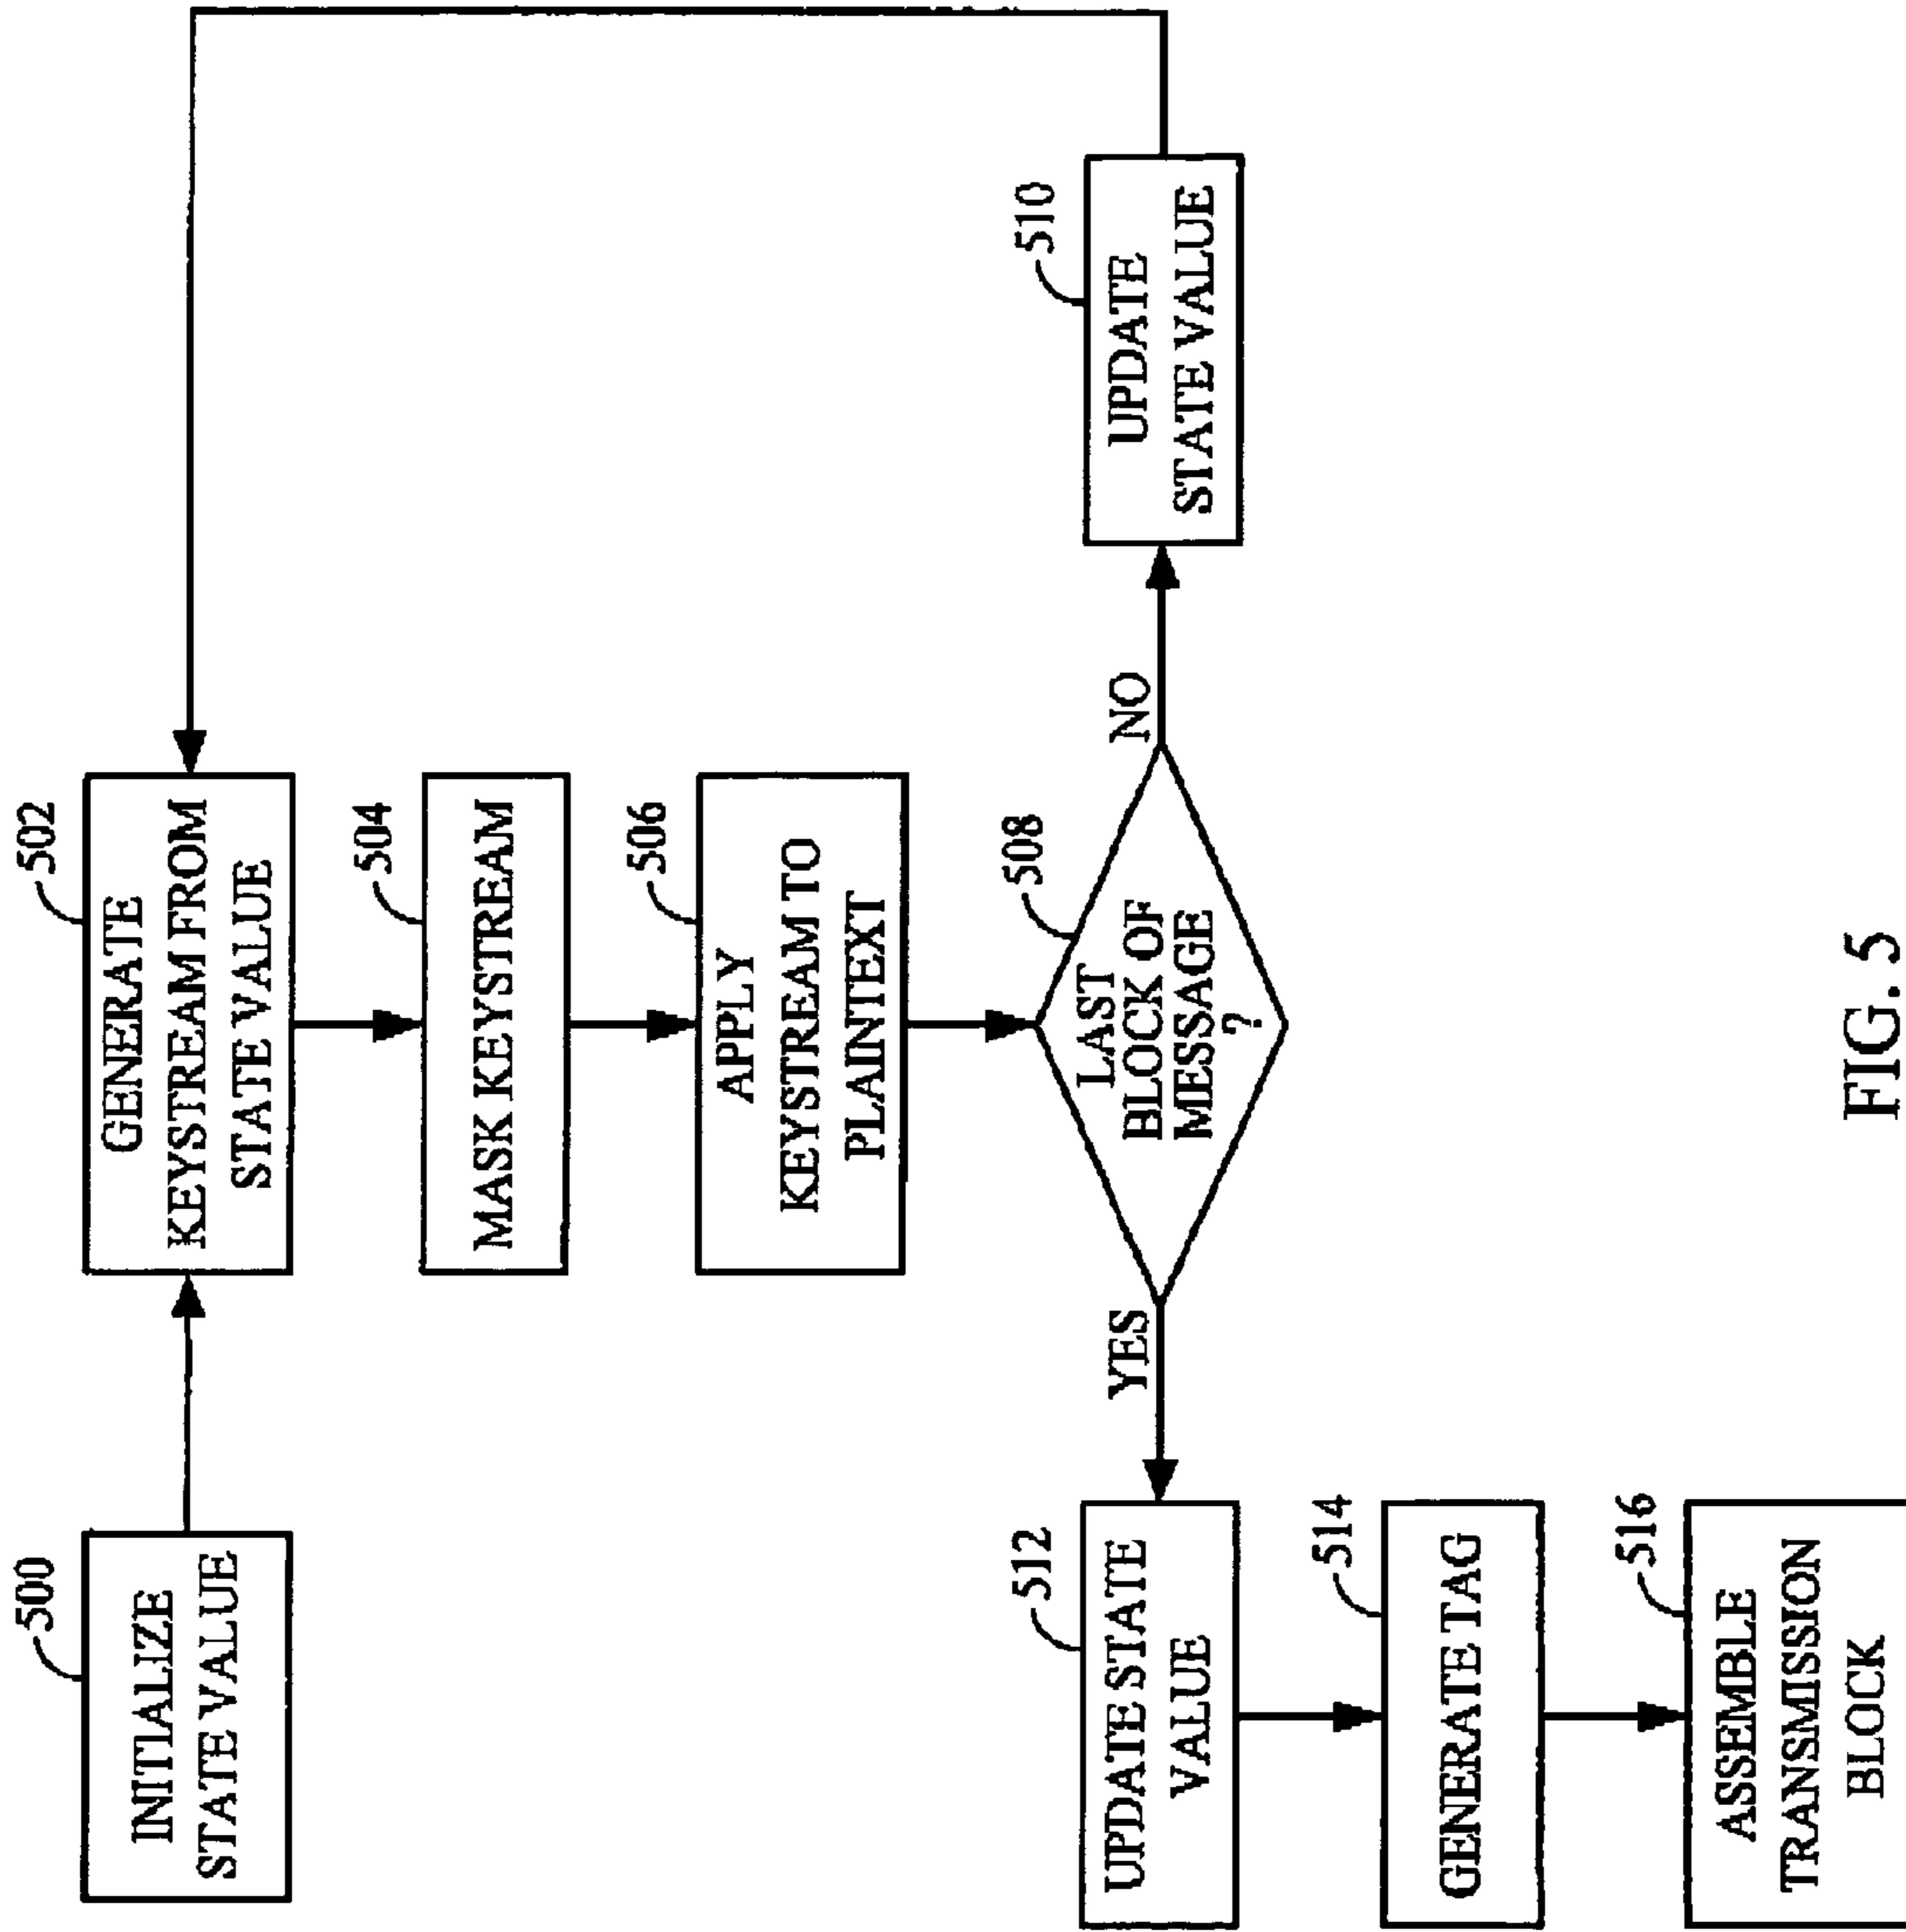 500
INITIALIZE
STATE VALUE
502
GENERATE
KEYSTREAM FROM
STATE VALUE
504
MASK KEYSTREAM
506
APPLY
KEYSTREAM TO
PLAINTEXT
508
LAST
BLOCK OF
MESSAGE
?
NO
510
UPDATE
STATE VALUE
YES
512
UPDATE STATE
VALUE
514
GENERATE TAG
516
ASSEMBLE
TRANSMISSION
BLOCK
FIG. 5